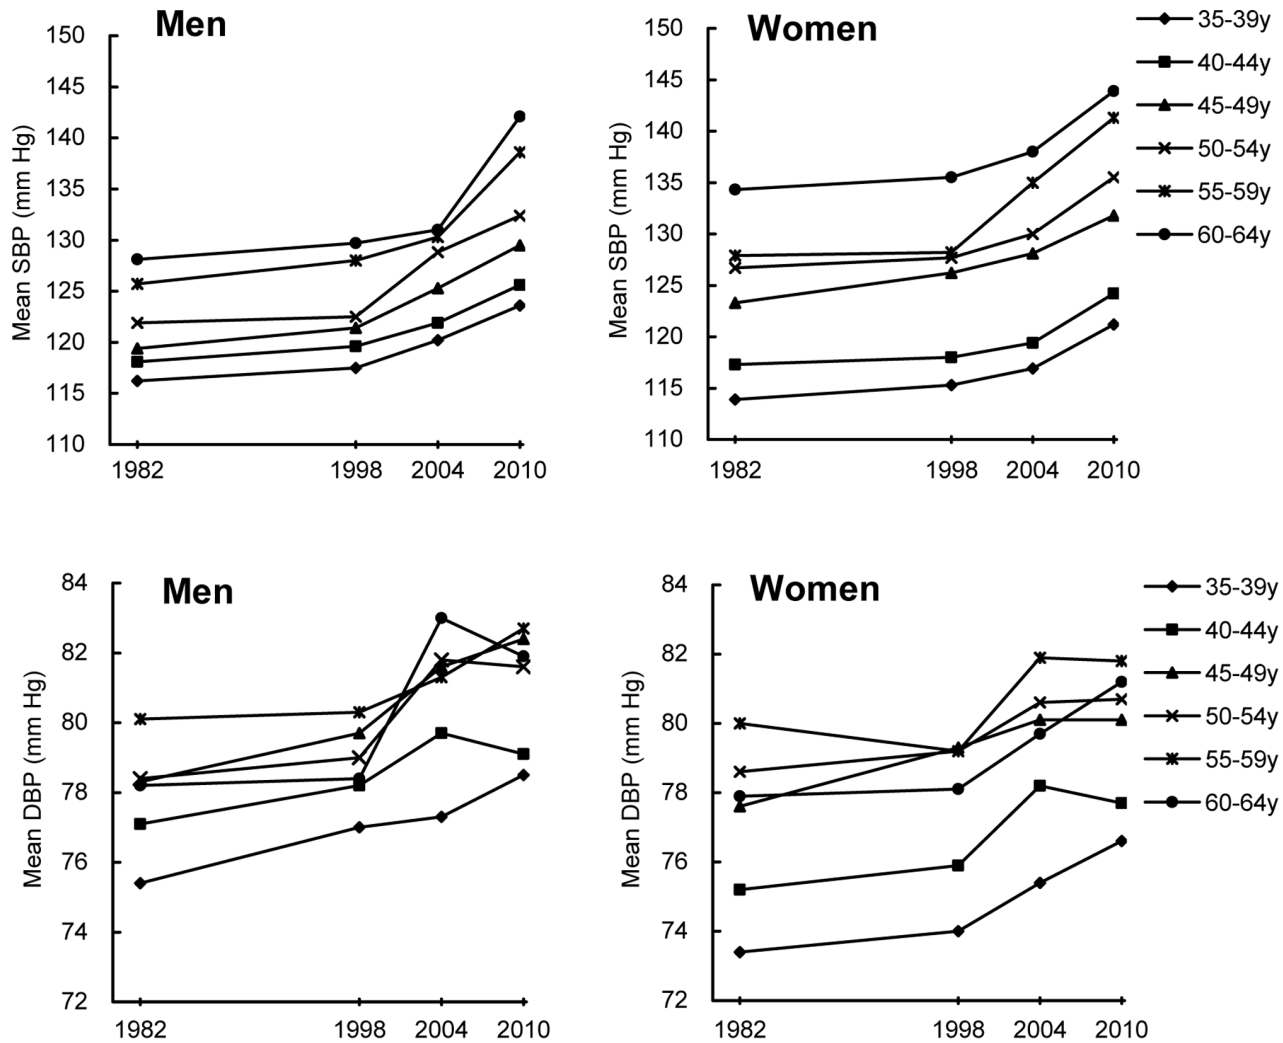 Men
Mean SBP (mm Hg)
150
145
140
135
130
125
120
115
110
1982
1998
2004
2010
Women
Mean SBP (mm Hg)
150
145
140
135
130
125
120
115
110
1982
1998
2004
2010
35-39y
40-44y
45-49y
50-54y
55-59y
60-64y
Men
Mean DBP (mm Hg)
84
82
80
78
76
74
72
1982
1998
2004
2010
Women
Mean DBP (mm Hg)
84
82
80
78
76
74
72
1982
1998
2004
2010
35-39y
40-44y
45-49y
50-54y
55-59y
60-64y